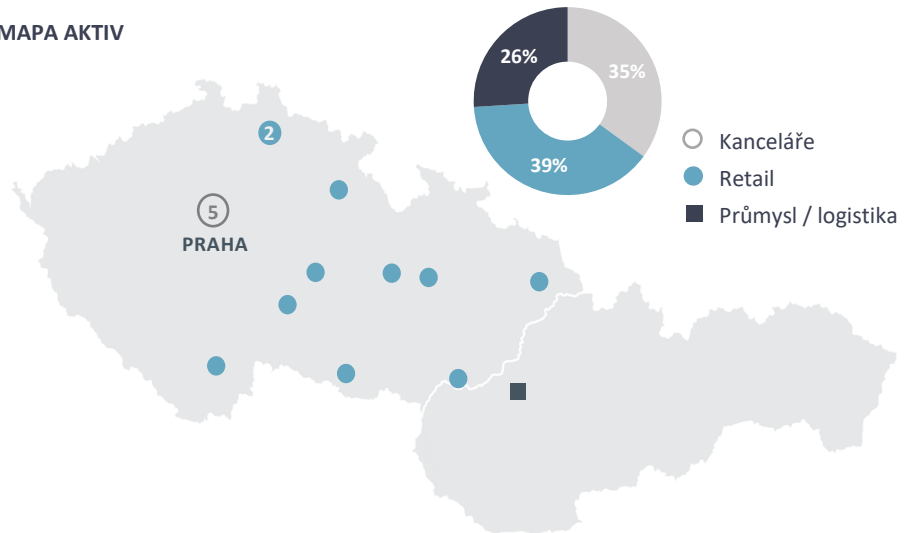 MAPA AKTIV
26%
35%
39%
Kanceláře
Retail
Průmysl / logistika
2
5
PRAHA